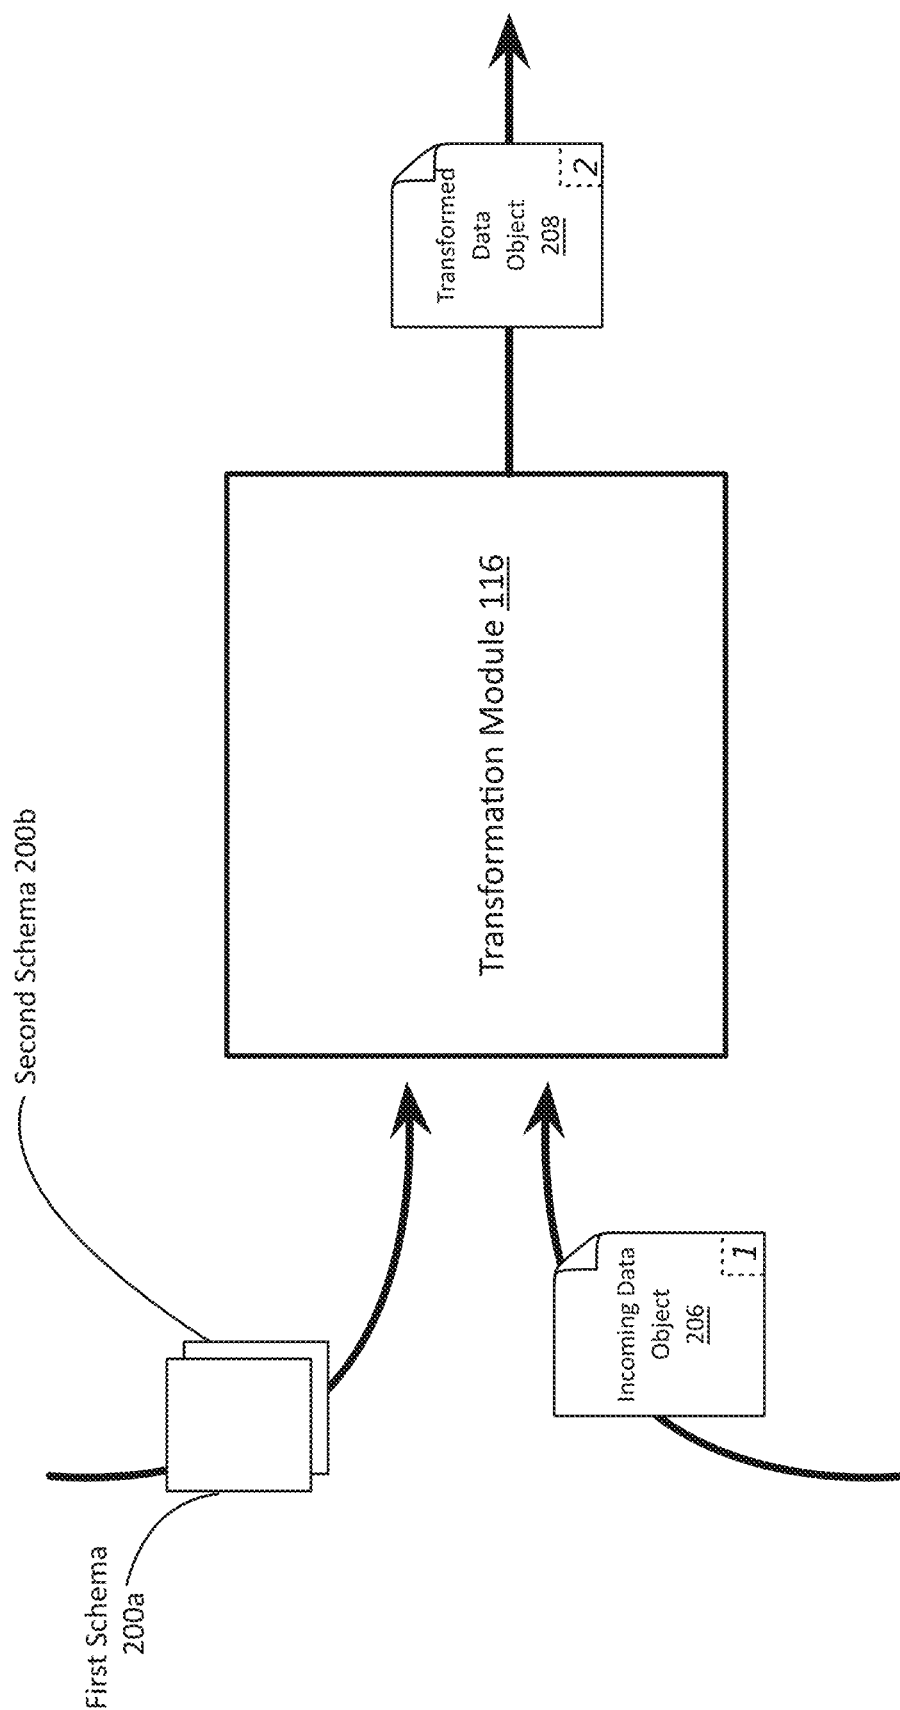 First Schema
200a
Second Schema 200b
Incoming Data
Object
206
1
Transformation Module 116
Transformed
Data
Object
208
2